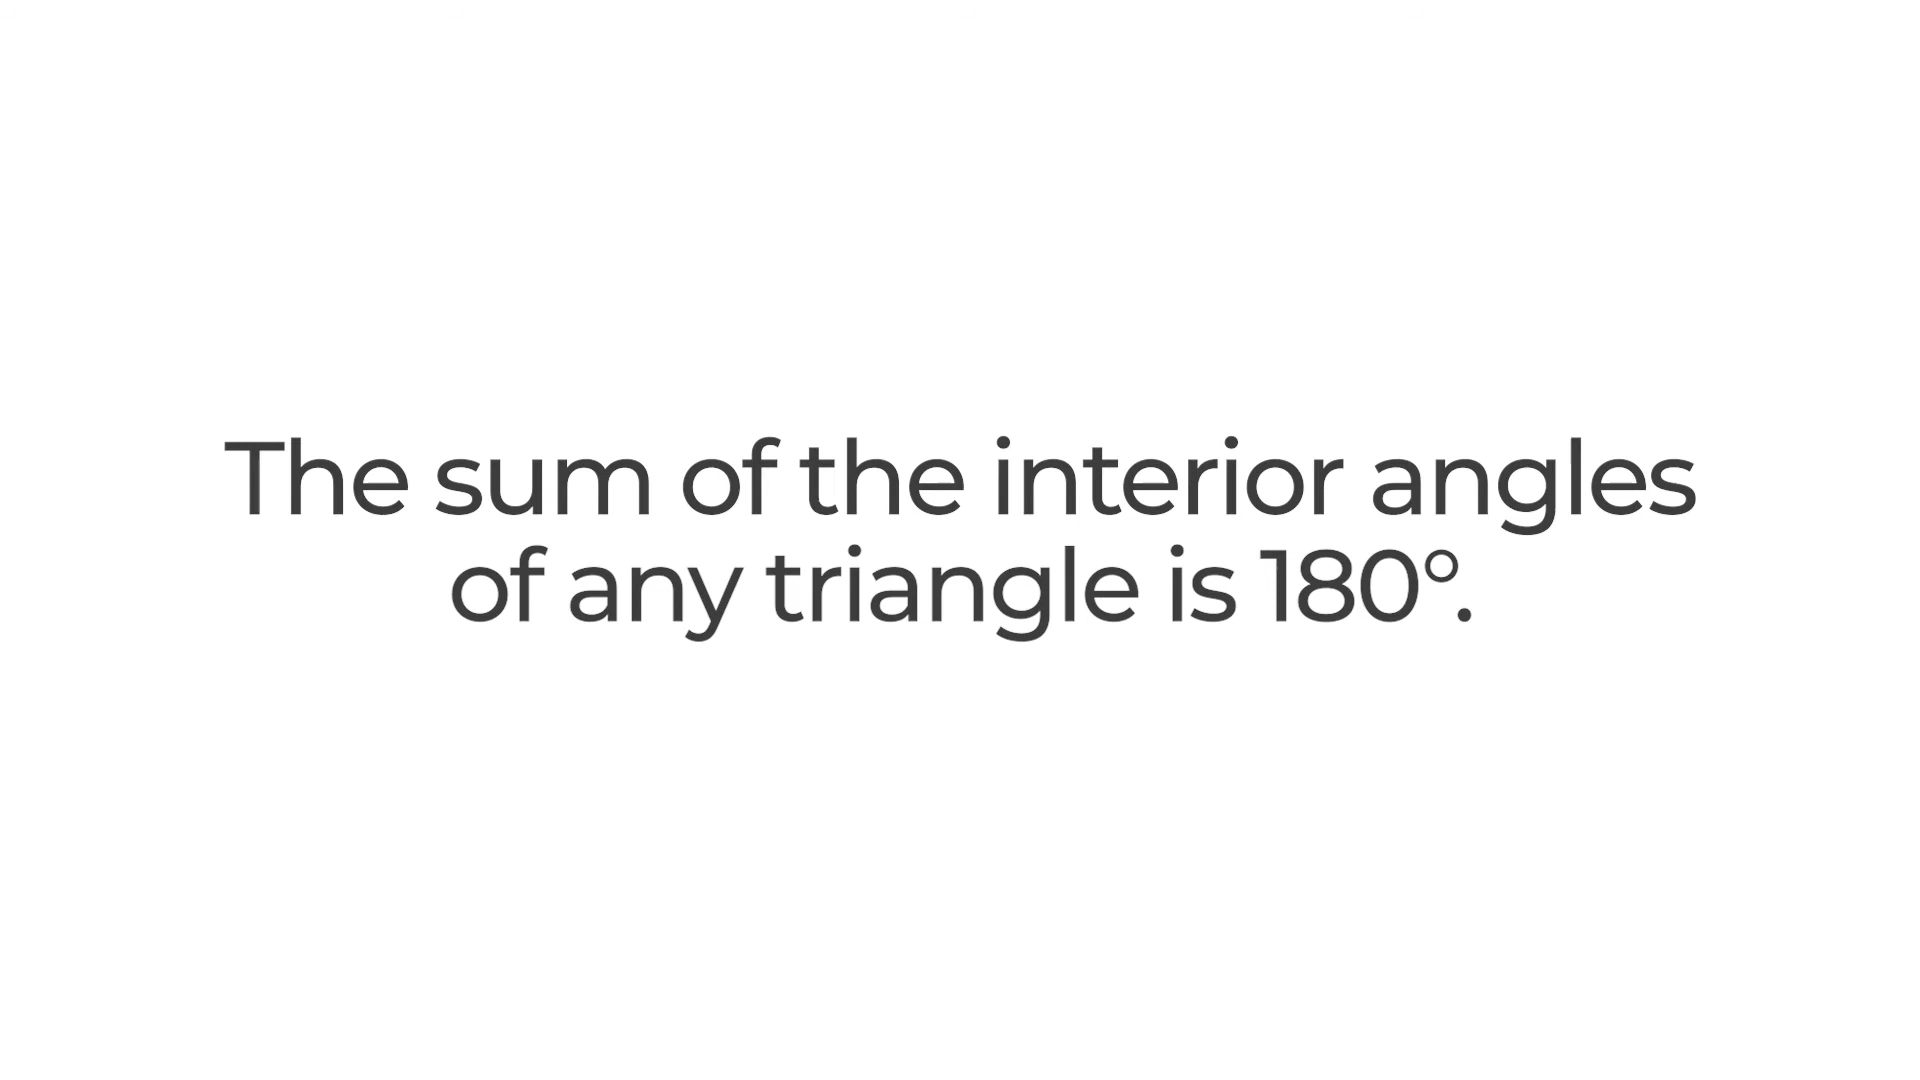 The sum of the interior angles
of any triangle is 180°.